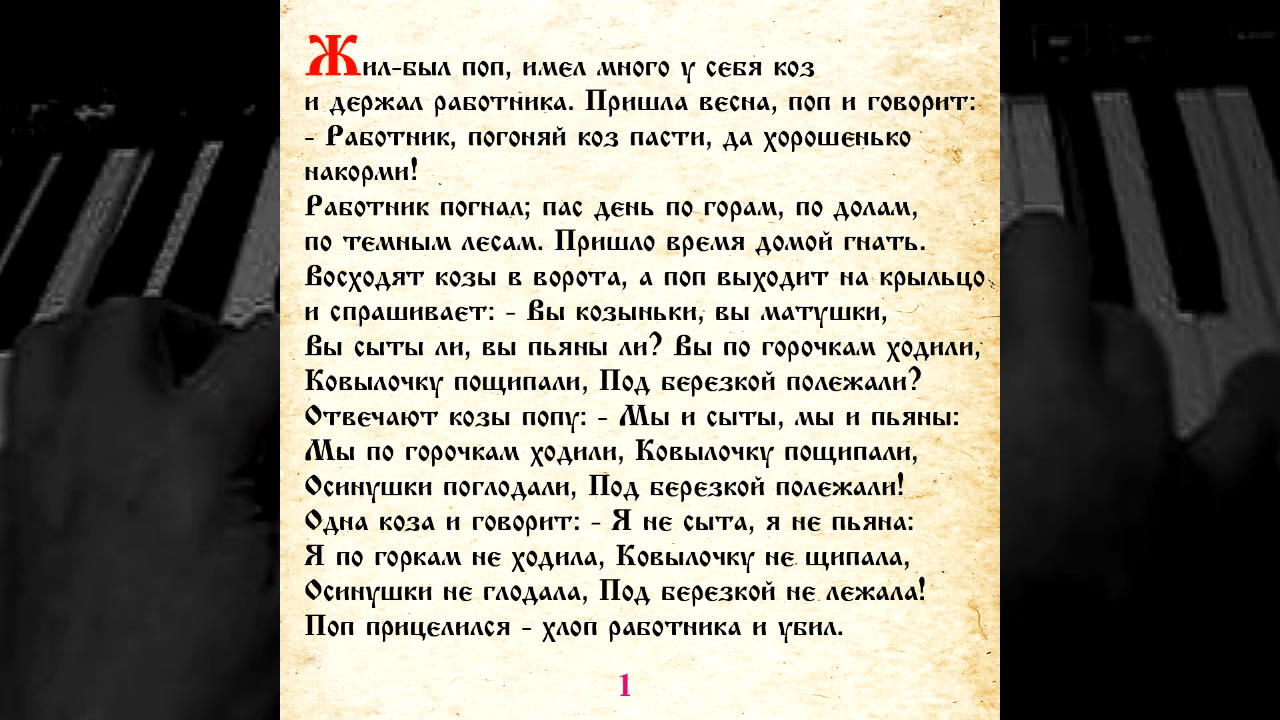 Жил-был поп, имел много у себя коз
и держал работника. Пришла весна, поп и говорит:
- Работник, погоняй коз пасти, да хорошенько
накорми!
Работник погнал; пас день по горам, по долам,
по темным лесам. Пришло время домой гнать.
Восходят козы в ворота, а поп выходит на крыльцо
и спрашивает: - Вы козыньки, вы матушки,
Вы сыты ли, вы пьяны ли? Вы по горочкам ходили,
Ковылочку пощипали, Под березкой полежали?
Отвечают козы попу: - Мы и сыты, мы и пьяны:
Мы по горочкам ходили, Ковылочку пощипали,
Осинушки поглодали, Под березкой полежали!
Одна коза и говорит: - Я не сыта, я не пьяна:
Я по горкам не ходила, Ковылочку не щипала,
Осинушки не глодала, Под березкой не лежала!
Поп прицелился - хлоп работника и убил.
1